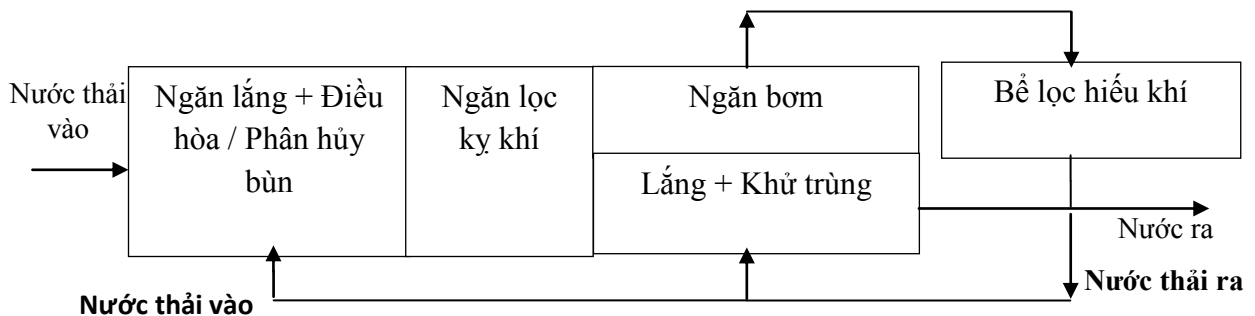 Nước thải
vào
Ngăn lắng + Điều
hòa / Phân hủy
bùn
Ngăn lọc
kỵ khí
Ngăn bơm
Lắng + Khử trùng
Bể lọc hiếu khí
Nước ra
Nước thải ra
Nước thải vào